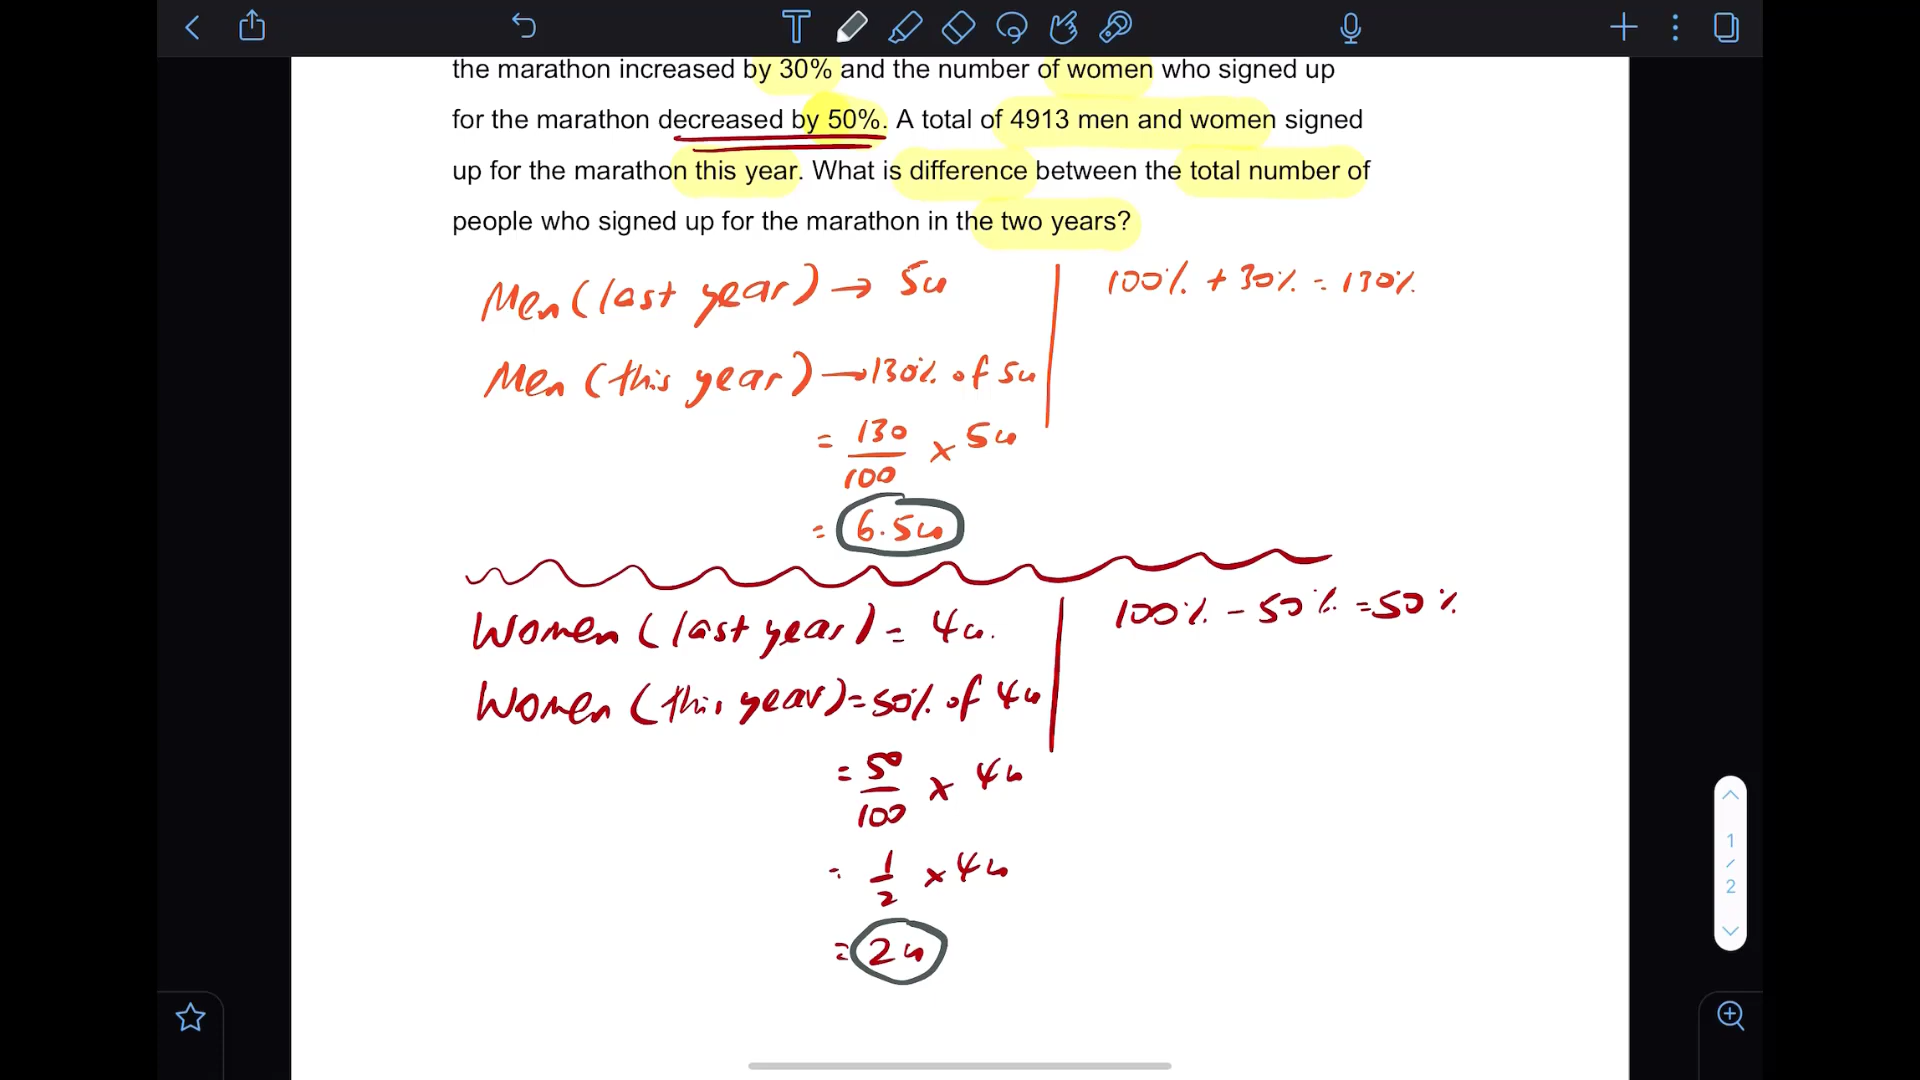 the marathon increased by 30% and the number of women who signed up
for the marathon decreased by 50%. A total of 4913 men and women signed
up for the marathon this year. What is difference between the total number of
people who signed up for the marathon in the two years?
Men (last year) → 5u
100% + 30% = 130%
Men (this year) → 130% of 5u
= 130/100 × 5u
= 6.5u
Women (last year) = 4u.
100% - 50% = 50%
Women (this year) = 50% of 4u
= 50/100 × 4u
= 1/2 × 4u
= 2u
1
/
2